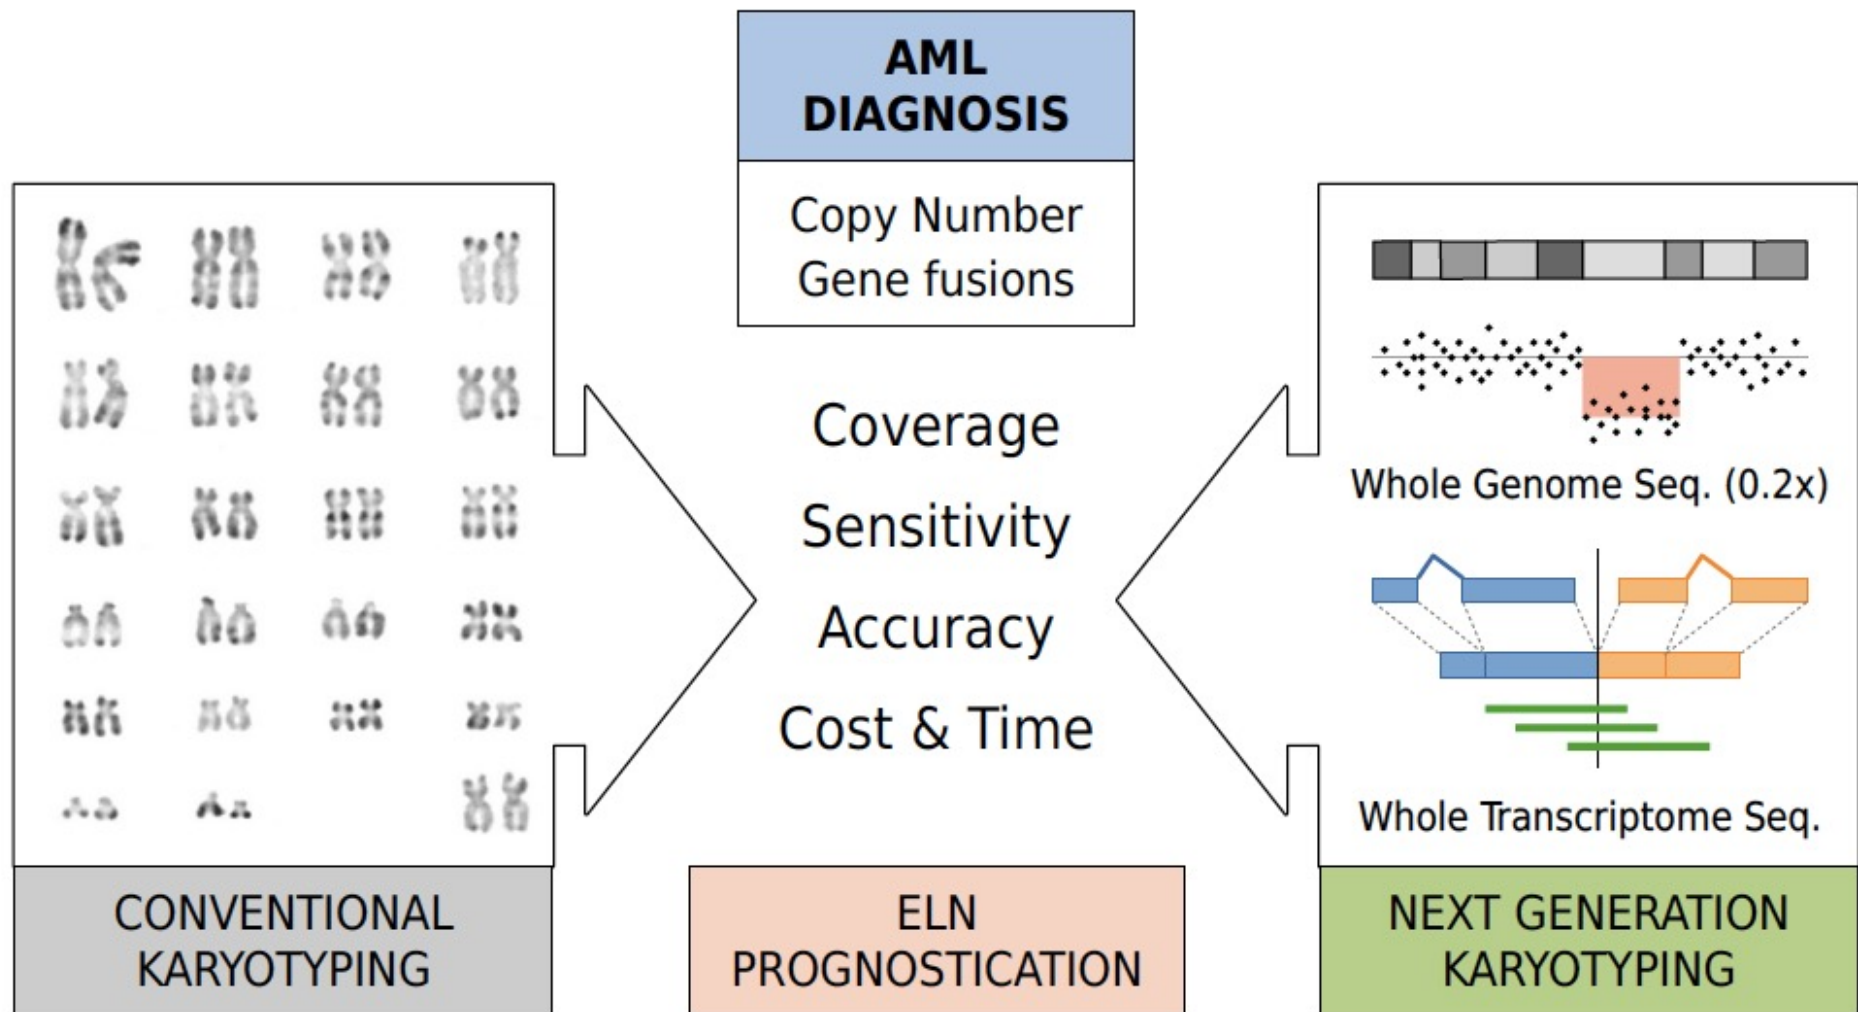 AML
DIAGNOSIS
Copy Number
Gene fusions
Coverage
Sensitivity
Accuracy
Cost & Time
CONVENTIONAL
KARYOTYPING
ELN
PROGNOSTICATION
Whole Genome Seq. (0.2x)
Whole Transcriptome Seq.
NEXT GENERATION
KARYOTYPING